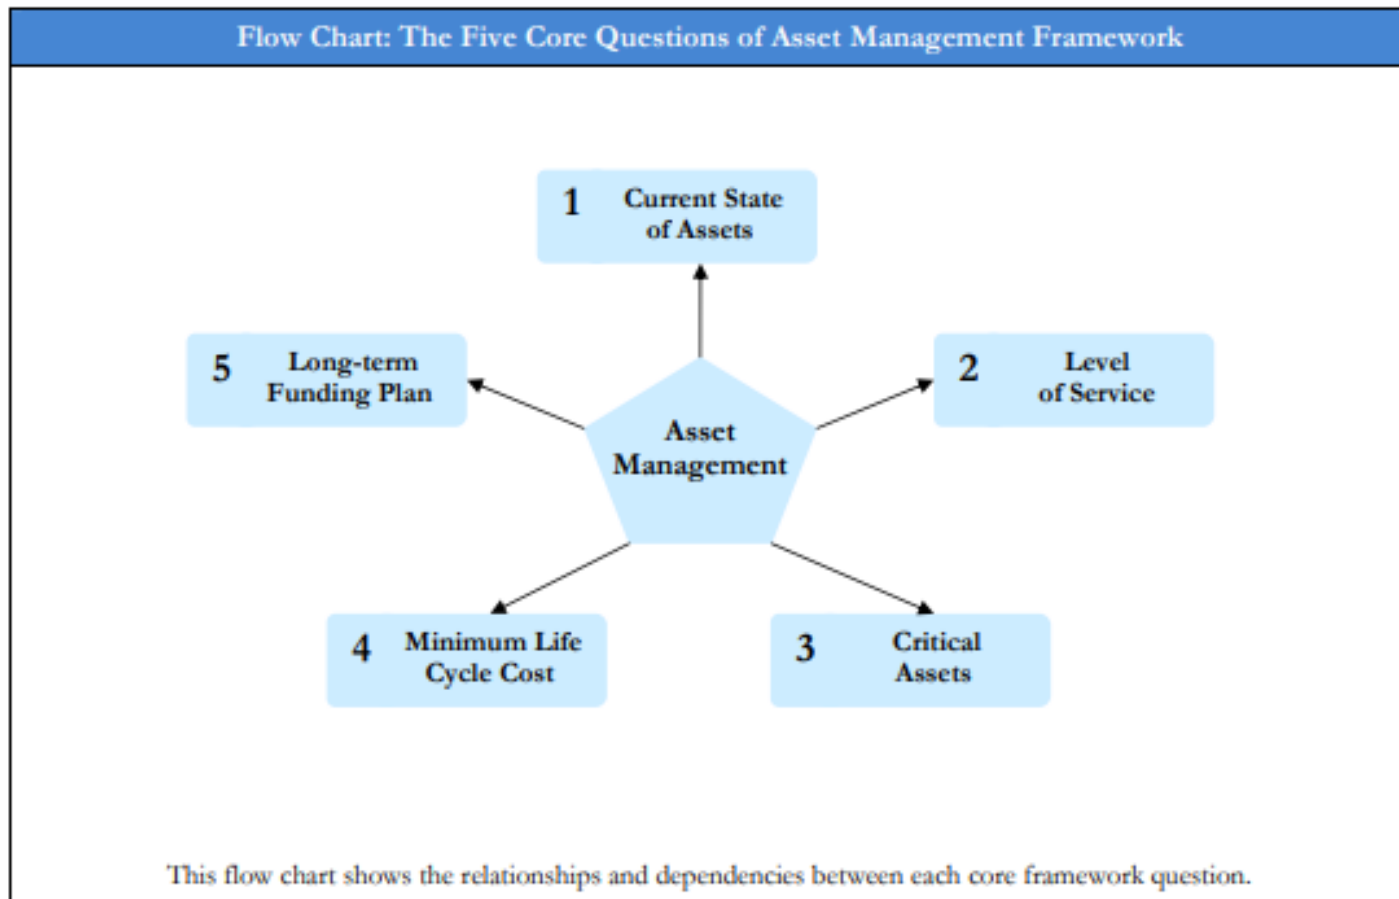 Flow Chart: The Five Core Questions of Asset Management Framework
1 Current State
of Assets
5 Long-term
Funding Plan
2 Level
of Service
Asset
Management
4 Minimum Life
Cycle Cost
3 Critical
Assets
This flow chart shows the relationships and dependencies between each core framework question.